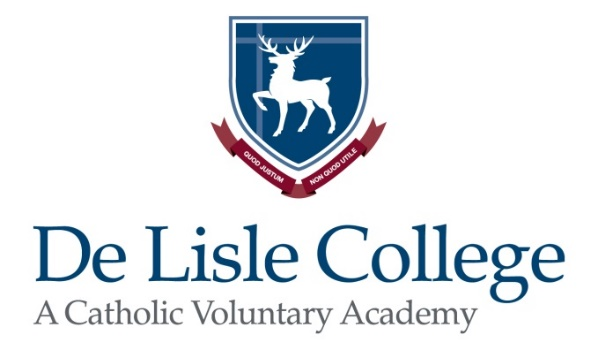 QUOD JUSTUM NON QUOD UTILE
De Lisle College
A Catholic Voluntary Academy